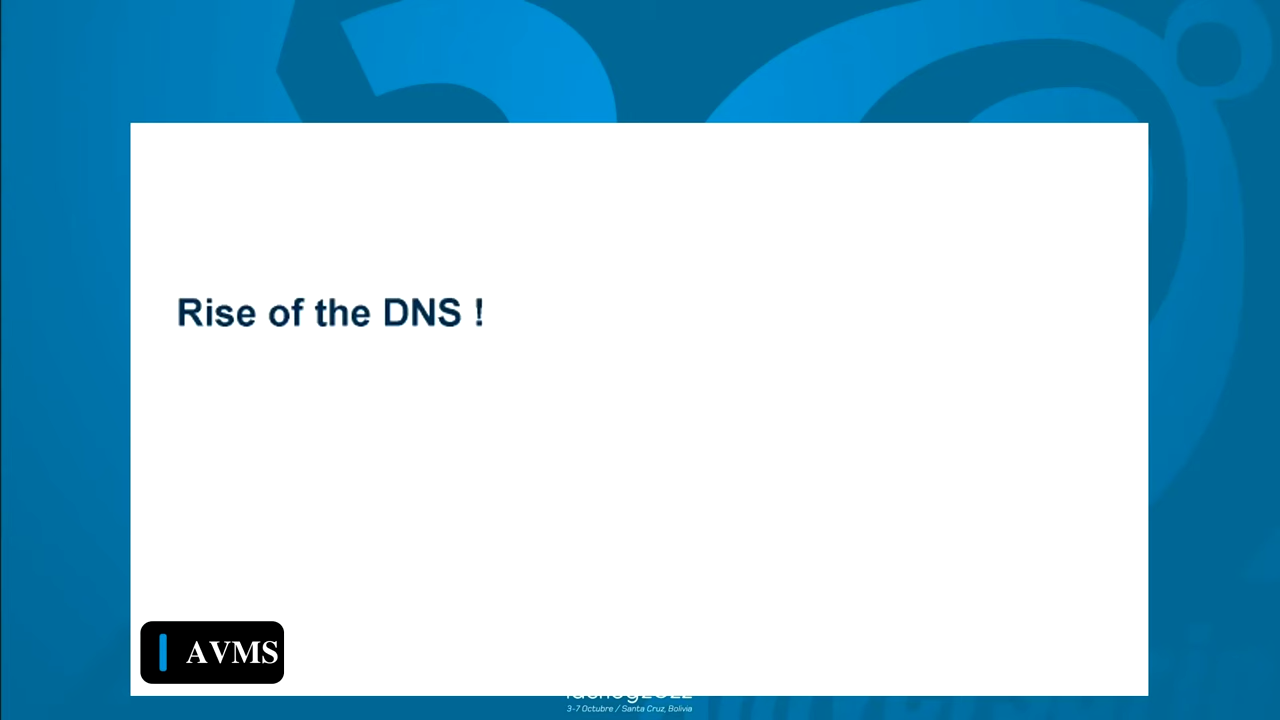 Rise of the DNS !
AVMS
3-7 Octubre / Santa Cruz, Bolivia